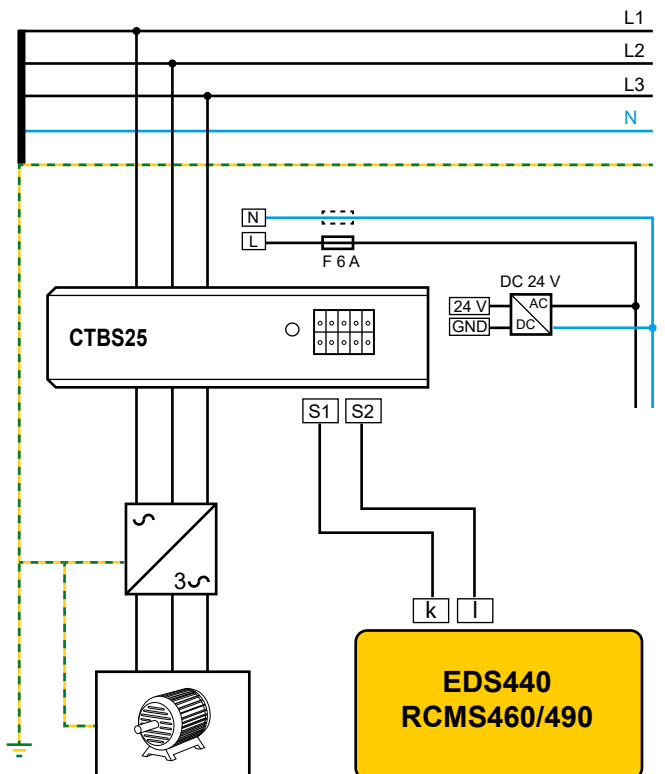 L1
L2
L3
N
N
L
F 6 A
DC 24 V
24 V
GND
AC
DC
CTBS25
S1 S2
3
k l
EDS440
RCMS460/490